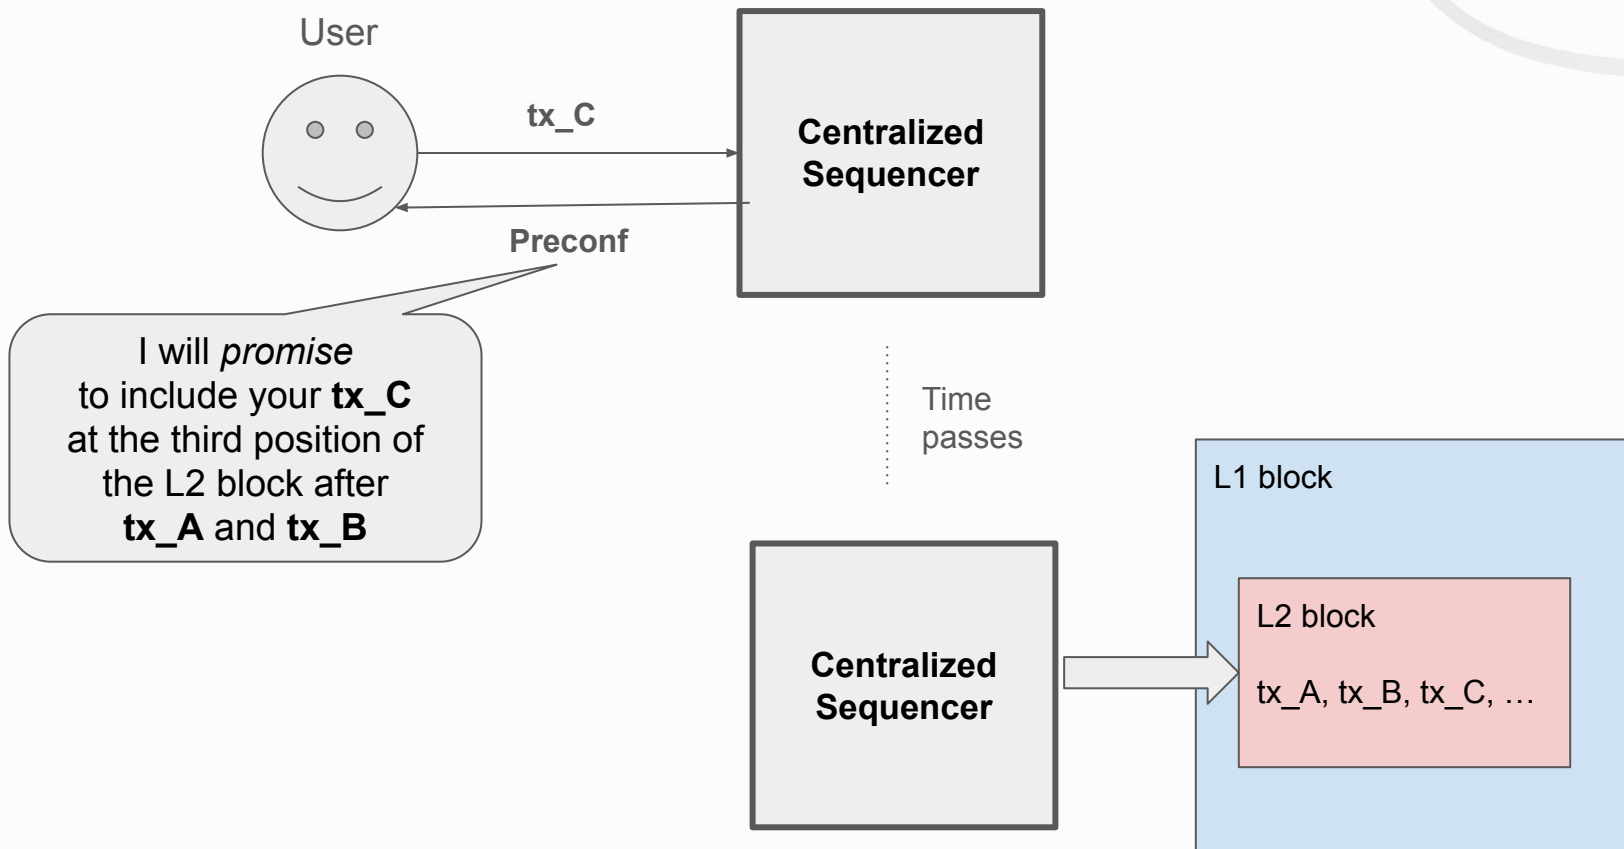 User
tx_C
Centralized
Sequencer
Preconf
I will promise
to include your tx_C
at the third position of
the L2 block after
tx_A and tx_B
Time
passes
L1 block
Centralized
Sequencer
L2 block
tx_A, tx_B, tx_C, …